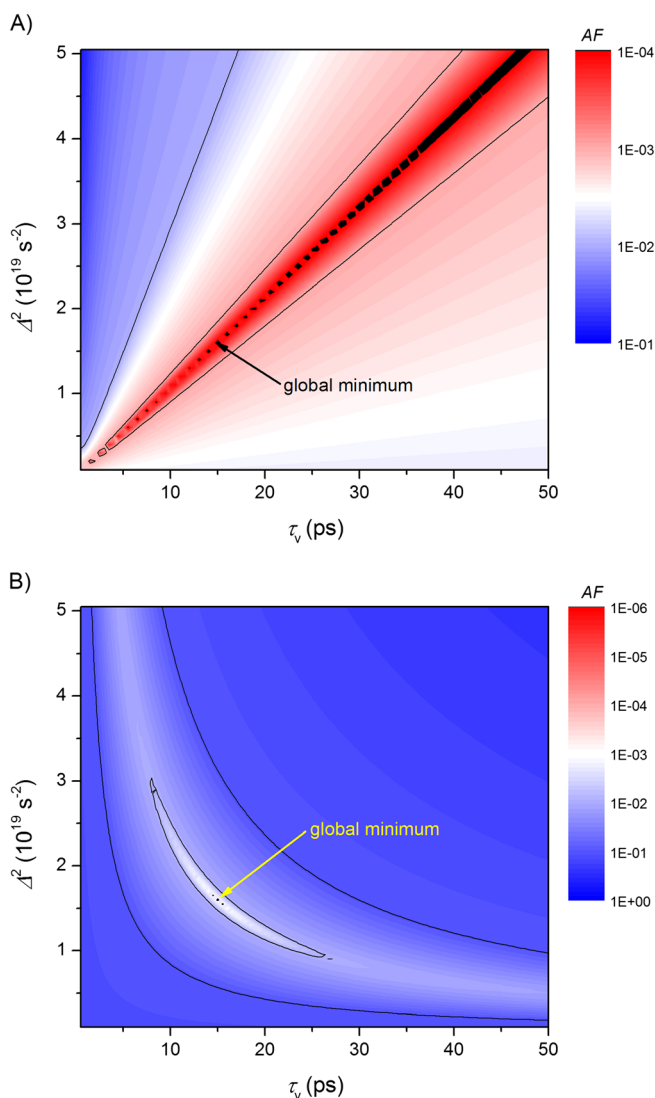 A)
AF
5
4
3
2
1
Δ² (10¹⁹ s⁻²)
1E-04
1E-03
1E-02
1E-01
global minimum
10
20
30
40
50
τᵥ (ps)
B)
AF
5
4
3
2
1
Δ² (10¹⁹ s⁻²)
1E-06
1E-05
1E-04
1E-03
1E-02
1E-01
1E+00
global minimum
10
20
30
40
50
τᵥ (ps)